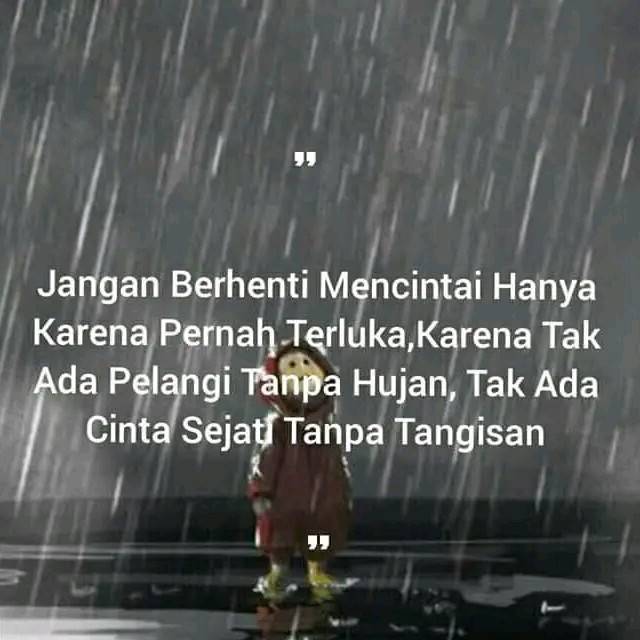 ”
Jangan Berhenti Mencintai Hanya
Karena Pernah Terluka,Karena Tak
Ada Pelangi Tanpa Hujan, Tak Ada
Cinta Sejati Tanpa Tangisan
”